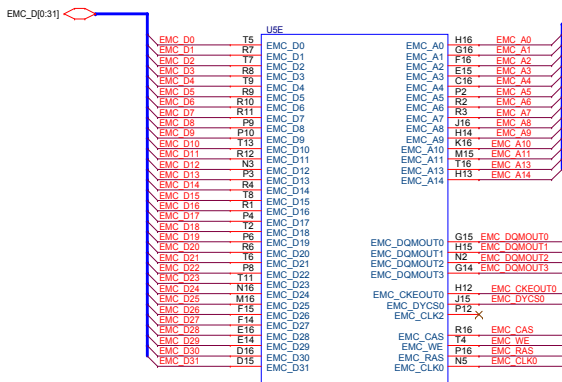 EMC_D[0:31]
U5E
EMC_D0 T5 EMC_D0 EMC_A0 H16 EMC_A0
EMC_D1 R7 EMC_D1 EMC_A1 G16 EMC_A1
EMC_D2 T7 EMC_D2 EMC_A2 F16 EMC_A2
EMC_D3 R8 EMC_D3 EMC_A3 E15 EMC_A3
EMC_D4 T9 EMC_D4 EMC_A4 C16 EMC_A4
EMC_D5 R9 EMC_D5 EMC_A5 P2 EMC_A5
EMC_D6 R10 EMC_D6 EMC_A6 R2 EMC_A6
EMC_D7 R11 EMC_D7 EMC_A7 R3 EMC_A7
EMC_D8 P9 EMC_D8 EMC_A8 J16 EMC_A8
EMC_D9 P10 EMC_D9 EMC_A9 H14 EMC_A9
EMC_D10 T13 EMC_D10 EMC_A10 K16 EMC_A10
EMC_D11 R12 EMC_D11 EMC_A11 M15 EMC_A11
EMC_D12 N3 EMC_D12 EMC_A12 T16 EMC_A13
EMC_D13 P3 EMC_D13 EMC_A13 H13 EMC_A14
EMC_D14 R4 EMC_D14 EMC_A14
EMC_D15 T8 EMC_D15
EMC_D16 R1 EMC_D16
EMC_D17 P4 EMC_D17
EMC_D18 T2 EMC_D18
EMC_D19 P6 EMC_D19 EMC_DQMOUT0 G15 EMC_DQMOUT0
EMC_D20 R6 EMC_D20 EMC_DQMOUT1 H15 EMC_DQMOUT1
EMC_D21 T6 EMC_D21 EMC_DQMOUT2 N2 EMC_DQMOUT2
EMC_D22 P8 EMC_D22 EMC_DQMOUT3 G14 EMC_DQMOUT3
EMC_D23 T11 EMC_D23
EMC_D24 N16 EMC_D24 EMC_CKEOUT0 H12 EMC_CKEOUT0
EMC_D25 M16 EMC_D25 EMC_DYCS0 J15 EMC_DYCS0
EMC_D26 F15 EMC_D26 EMC_CLK2 P12
EMC_D27 F14 EMC_D27
EMC_D28 E16 EMC_D28 EMC_CAS R16 EMC_CAS
EMC_D29 E14 EMC_D29 EMC_WE T4 EMC_WE
EMC_D30 D16 EMC_D30 EMC_RAS P16 EMC_RAS
EMC_D31 D15 EMC_D31 EMC_CLK0 N5 EMC_CLK0